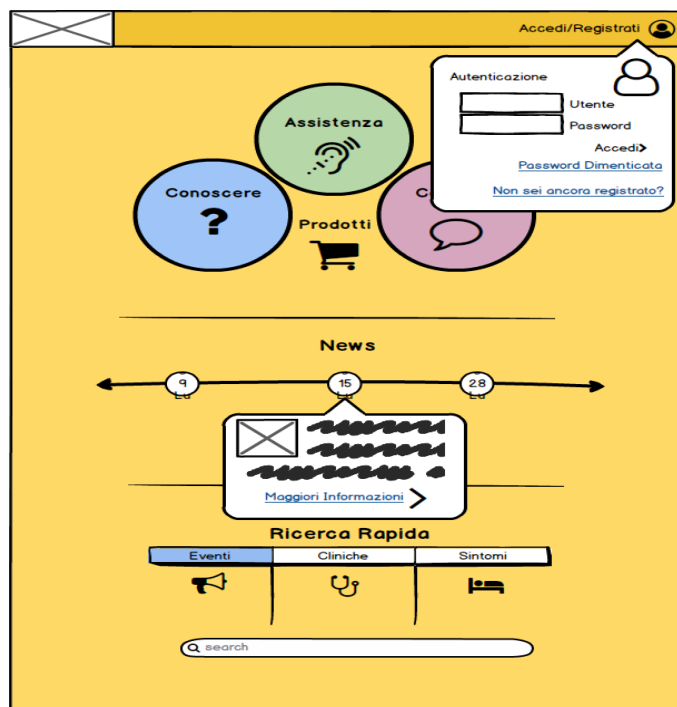 Accedi/Registrati
Autenticazione
Utente
Password
Accedi
Password Dimenticata
Non sei ancora registrato?
Assistenza
Conoscere
?
Prodotti
News
9
15
28
Maggiori Informazioni
Ricerca Rapida
Eventi Cliniche Sintomi
search